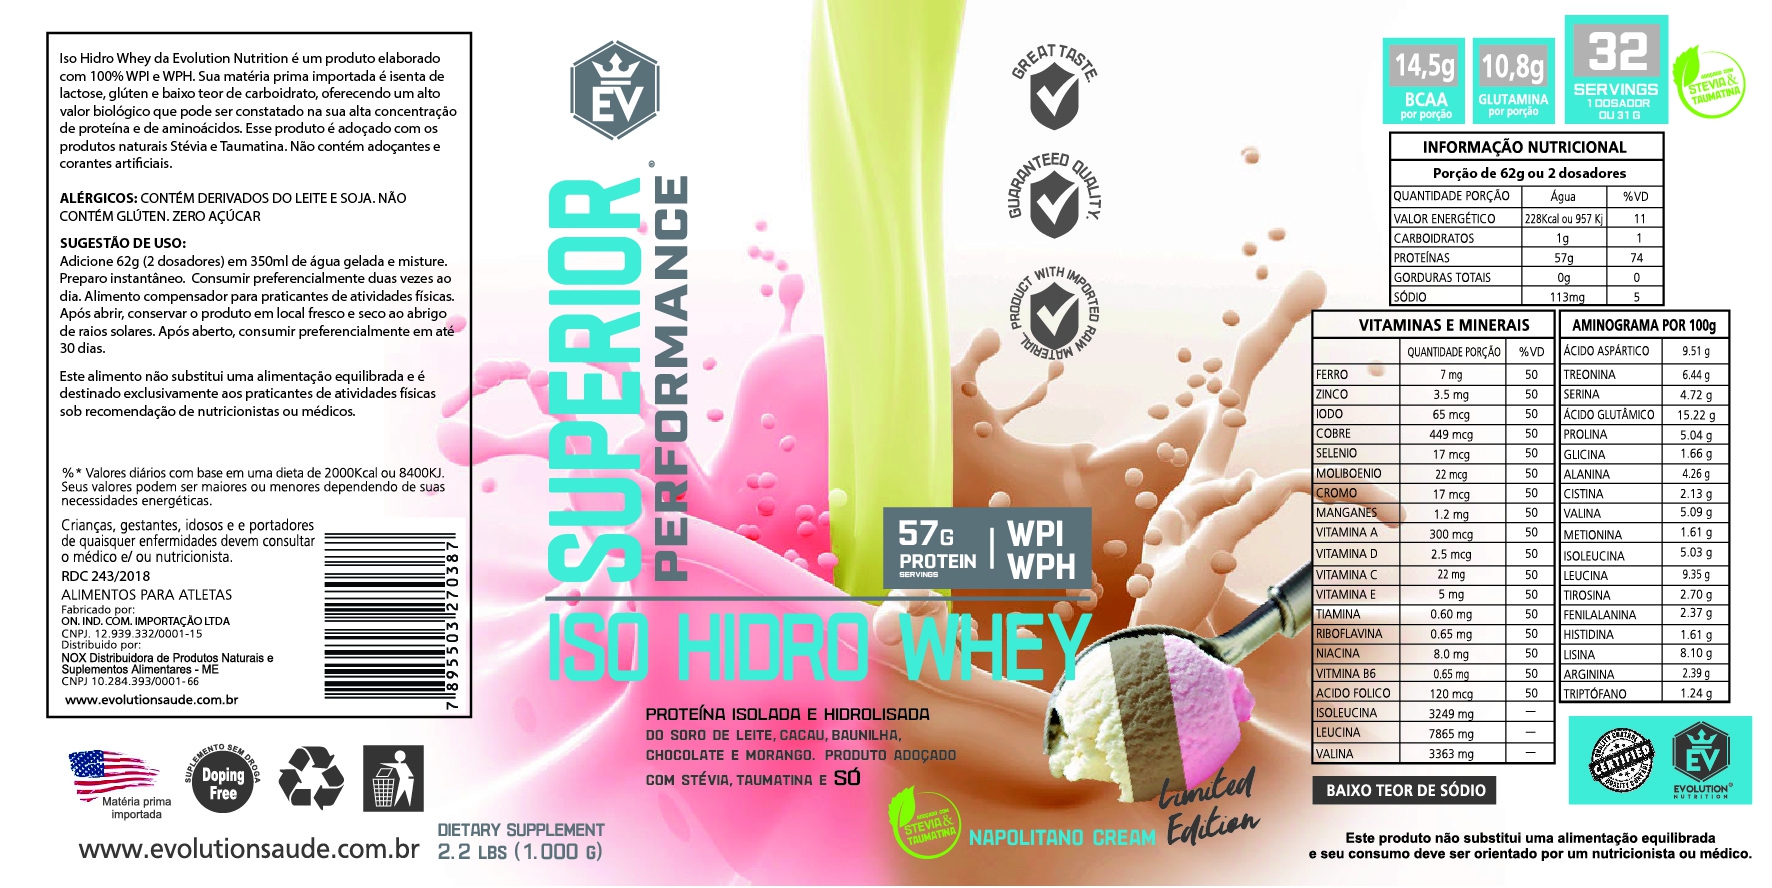 Iso Hidro Whey da Evolution Nutrition é um produto elaborado
com 100% WPI e WPH. Sua matéria prima importada é isenta de
lactose, glúten e baixo teor de carboidrato, oferecendo um alto
valor biológico que pode ser constatado na sua alta concentração
de proteína e de aminoácidos. Esse produto é adoçado com os
produtos naturais Stévia e Taumatina. Não contém adoçantes e
corantes artificiais.
ALÉRGICOS: CONTÉM DERIVADOS DO LEITE E SOJA. NÃO
CONTÉM GLÚTEN. ZERO AÇÚCAR
SUGESTÃO DE USO:
Adicione 62g (2 dosadores) em 350ml de água gelada e misture.
Preparo instantâneo. Consumir preferencialmente duas vezes ao
dia. Alimento compensador para praticantes de atividades físicas.
Após abrir, conservar o produto em local fresco e seco ao abrigo
de raios solares. Após aberto, consumir preferencialmente em até
30 dias.
Este alimento não substitui uma alimentação equilibrada e é
destinado exclusivamente aos praticantes de atividades físicas
sob recomendação de nutricionistas ou médicos.
%* Valores diários com base em uma dieta de 2000Kcal ou 8400KJ.
Seus valores podem ser maiores ou menores dependendo de suas
necessidades energéticas.
Crianças, gestantes, idosos e e portadores
de quaisquer enfermidades devem consultar
o médico e/ ou nutricionista.
RDC 243/2018
ALIMENTOS PARA ATLETAS
Fabricado por:
ON. IND. COM. IMPORTAÇÃO LTDA
CNPJ. 12.939.332/0001-15
Distribuido por:
NOX Distribuidora de Produtos Naturais e
Suplementos Alimentares - ME
CNPJ 10.284.393/0001-66
www.evolutionsaude.com.br
7 895503 270387
Matéria prima
importada
SUPLEMENTO SEM DROGA
Doping
Free
www.evolutionsaude.com.br
DIETARY SUPPLEMENT
2.2 LBS (1.000 G)
EV
SUPERIOR
PERFORMANCE®
GREAT TASTE.
GUARANTEED QUALITY.
PRODUCT WITH IMPORTED RAW MATERIAL.
57G
PROTEIN
SERVINGS
WPI
WPH
ISO HIDRO WHEY
PROTEÍNA ISOLADA E HIDROLISADA
DO SORO DE LEITE, CACAU, BAUNILHA,
CHOCOLATE E MORANGO. PRODUTO ADOÇADO
COM STÉVIA, TAUMATINA E SÓ
ADOÇADO COM
STEVIA &
TAUMATINA
NAPOLITANO CREAM
Limited
Edition
14,5g
BCAA
por porção
10,8g
GLUTAMINA
por porção
32
SERVINGS
1 DOSADOR
OU 31 G
ADOÇADO COM
STEVIA &
TAUMATINA
INFORMAÇÃO NUTRICIONAL
Porção de 62g ou 2 dosadores
QUANTIDADE PORÇÃO Água %VD
VALOR ENERGÉTICO 228Kcal ou 957 Kj 11
CARBOIDRATOS 1g 1
PROTEÍNAS 57g 74
GORDURAS TOTAIS 0g 0
SÓDIO 113mg 5
VITAMINAS E MINERAIS
QUANTIDADE PORÇÃO %VD
FERRO 7 mg 50
ZINCO 3.5 mg 50
IODO 65 mcg 50
COBRE 449 mcg 50
SELENIO 17 mcg 50
MOLIBOENIO 22 mcg 50
CROMO 17 mcg 50
MANGANES 1.2 mg 50
VITAMINA A 300 mcg 50
VITAMINA D 2.5 mcg 50
VITAMINA C 22 mg 50
VITAMINA E 5 mg 50
TIAMINA 0.60 mg 50
RIBOFLAVINA 0.65 mg 50
NIACINA 8.0 mg 50
VITMINA B6 0.65 mg 50
ACIDO FOLICO 120 mcg 50
ISOLEUCINA 3249 mg —
LEUCINA 7865 mg —
VALINA 3363 mg —
AMINOGRAMA POR 100g
ÁCIDO ASPÁRTICO 9.51 g
TREONINA 6.44 g
SERINA 4.72 g
ÁCIDO GLUTÂMICO 15.22 g
PROLINA 5.04 g
GLICINA 1.66 g
ALANINA 4.26 g
CISTINA 2.13 g
VALINA 5.09 g
METIONINA 1.61 g
ISOLEUCINA 5.03 g
LEUCINA 9.35 g
TIROSINA 2.70 g
FENILALANINA 2.37 g
HISTIDINA 1.61 g
LISINA 8.10 g
ARGININA 2.39 g
TRIPTÓFANO 1.24 g
BAIXO TEOR DE SÓDIO
QUALITY CONTROL
CERTIFIED
QUALITY CONTROL
EV
EVOLUTION®
NUTRITION
Este produto não substitui uma alimentação equilibrada
e seu consumo deve ser orientado por um nutricionista ou médico.